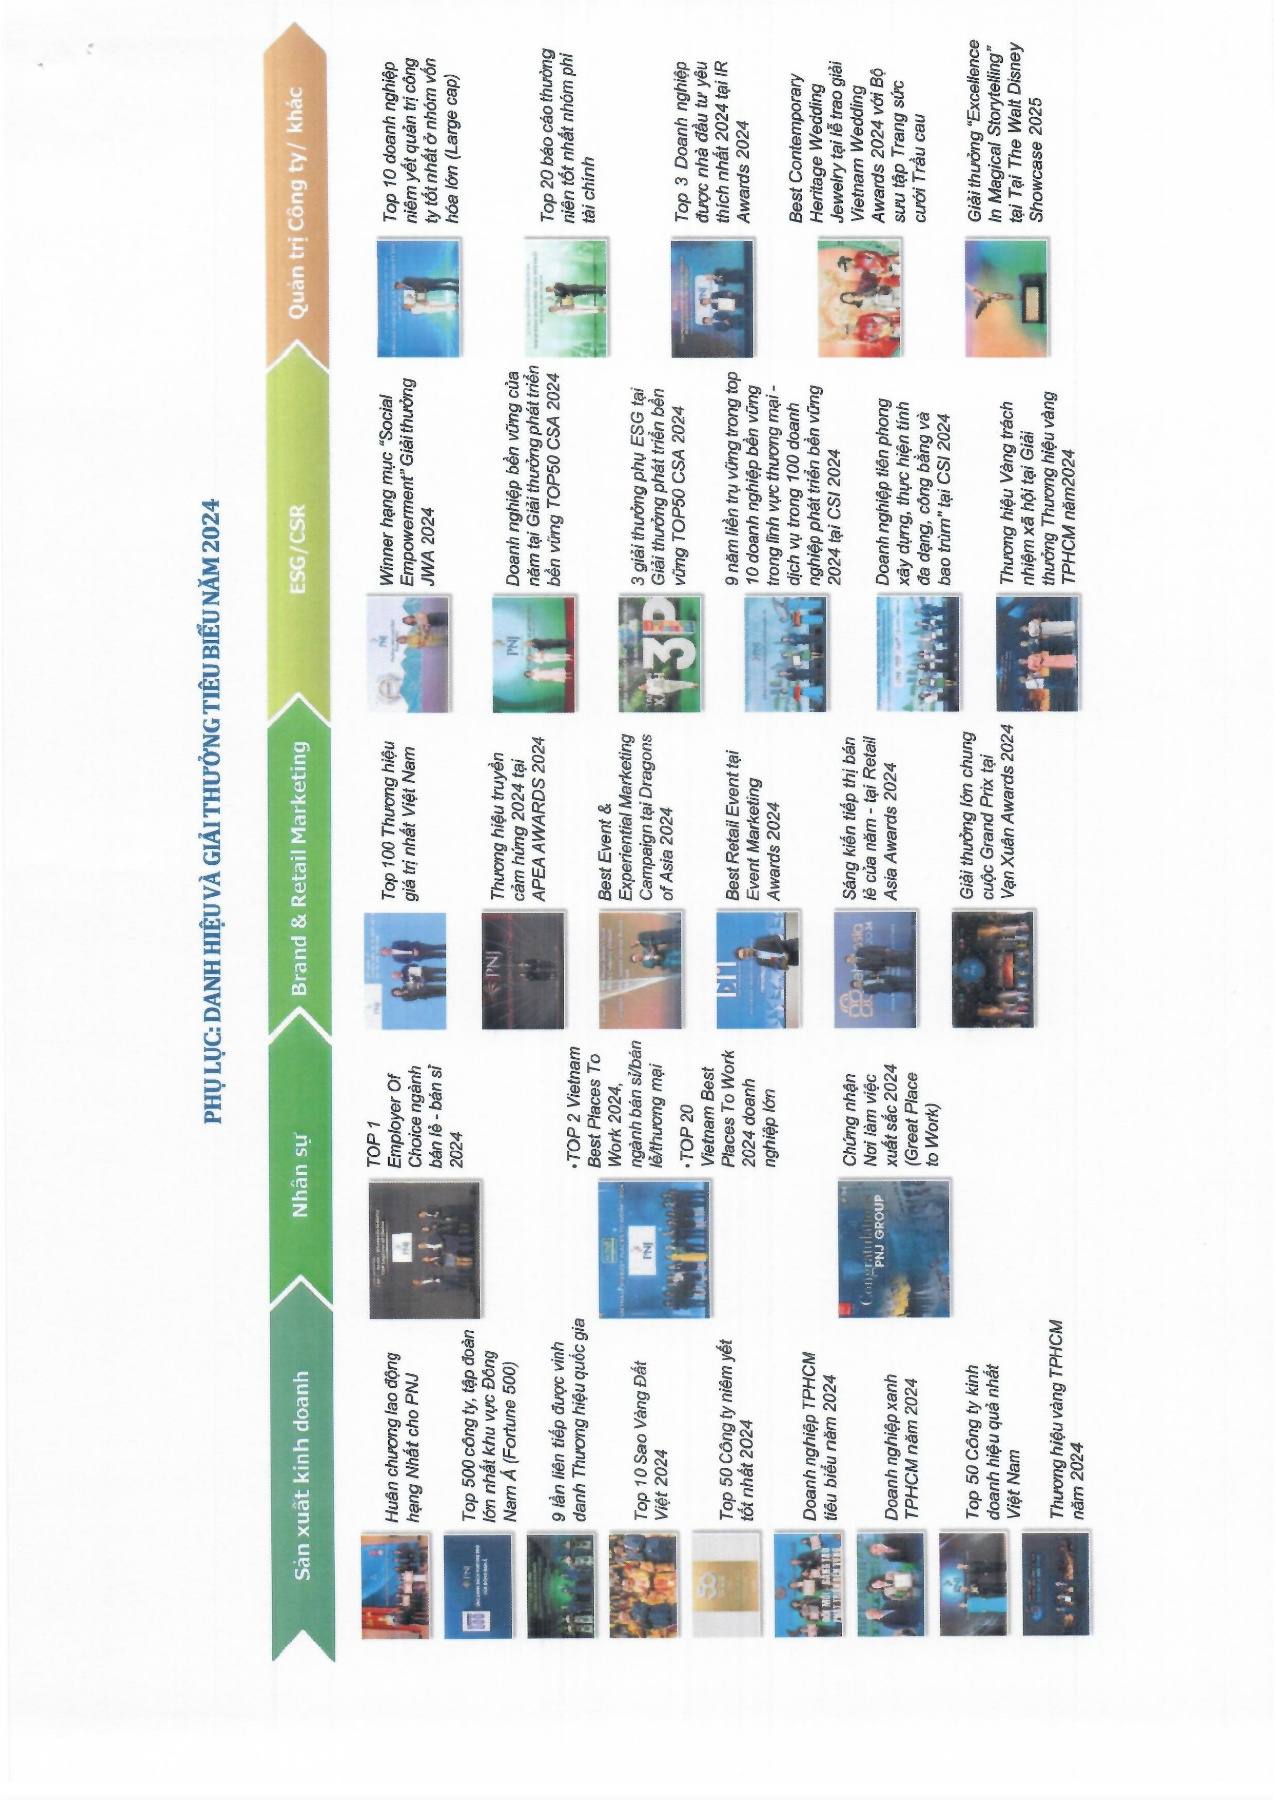 PHỤ LỤC: DANH HIỆU VÀ GIẢI THƯỞNG TIÊU BIỂU NĂM 2024
Sản xuất kinh doanh
Huân chương lao động
hạng Nhất cho PNJ
Top 500 công ty, tập đoàn
lớn nhất khu vực Đông
Nam Á (Fortune 500)
9 lần liên tiếp được vinh
danh Thương hiệu quốc gia
Top 10 Sao Vàng Đất
Việt 2024
Top 50 Công ty niêm yết
tốt nhất 2024
Doanh nghiệp TPHCM
tiêu biểu năm 2024
Doanh nghiệp xanh
TPHCM năm 2024
Top 50 Công ty kinh
doanh hiệu quả nhất
Việt Nam
Thương hiệu vàng TPHCM
năm 2024
Nhân sự
TOP 1
Employer Of
Choice ngành
bán lẻ - bán sỉ
2024
•TOP 2 Vietnam
Best Places To
Work 2024,
ngành bán sỉ/bán
lẻ/thương mại
•TOP 20
Vietnam Best
Places To Work
2024 doanh
nghiệp lớn
Congratulations
PNJ GROUP
Chứng nhận
Nơi làm việc
xuất sắc 2024
(Great Place
to Work)
Brand & Retail Marketing
Top 100 Thương hiệu
giá trị nhất Việt Nam
PNJ
Thương hiệu truyền
cảm hứng 2024 tại
APEA AWARDS 2024
Best Event &
Experiential Marketing
Campaign tại Dragons
of Asia 2024
Best Retail Event tại
Event Marketing
Awards 2024
Sáng kiến tiếp thị bán
lẻ của năm - tại Retail
Asia Awards 2024
Giải thưởng lớn chung
cuộc Grand Prix tại
Vạn Xuân Awards 2024
ESG/CSR
PNJ
Winner hạng mục "Social
Empowerment" Giải thưởng
JWA 2024
PNJ
Doanh nghiệp bền vững của
năm tại Giải thưởng phát triển
bền vững TOP50 CSA 2024
3P
3 giải thưởng phụ ESG tại
Giải thưởng phát triển bền
vững TOP50 CSA 2024
PNJ
9 năm liền trụ vững trong top
10 doanh nghiệp bền vững
trong lĩnh vực thương mại -
dịch vụ trong 100 doanh
nghiệp phát triển bền vững
2024 tại CSI 2024
Doanh nghiệp tiên phong
xây dựng, thực hiện tính
đa dạng, công bằng và
bao trùm" tại CSI 2024
Thương hiệu Vàng trách
nhiệm xã hội tại Giải
thưởng Thương hiệu vàng
TPHCM năm2024
Quản trị Công ty/ khác
Top 10 doanh nghiệp
niêm yết quản trị công
ty tốt nhất ở nhóm vốn
hóa lớn (Large cap)
Top 20 báo cáo thường
niên tốt nhất nhóm phi
tài chính
PNJ
Top 3 Doanh nghiệp
được nhà đầu tư yêu
thích nhất 2024 tại IR
Awards 2024
Best Contemporary
Heritage Wedding
Jewelry tại lễ trao giải
Vietnam Wedding
Awards 2024 với Bộ
sưu tập Trang sức
cưới Trầu cau
Giải thưởng "Excellence
In Magical Storytelling"
tại Tại The Walt Disney
Showcase 2025